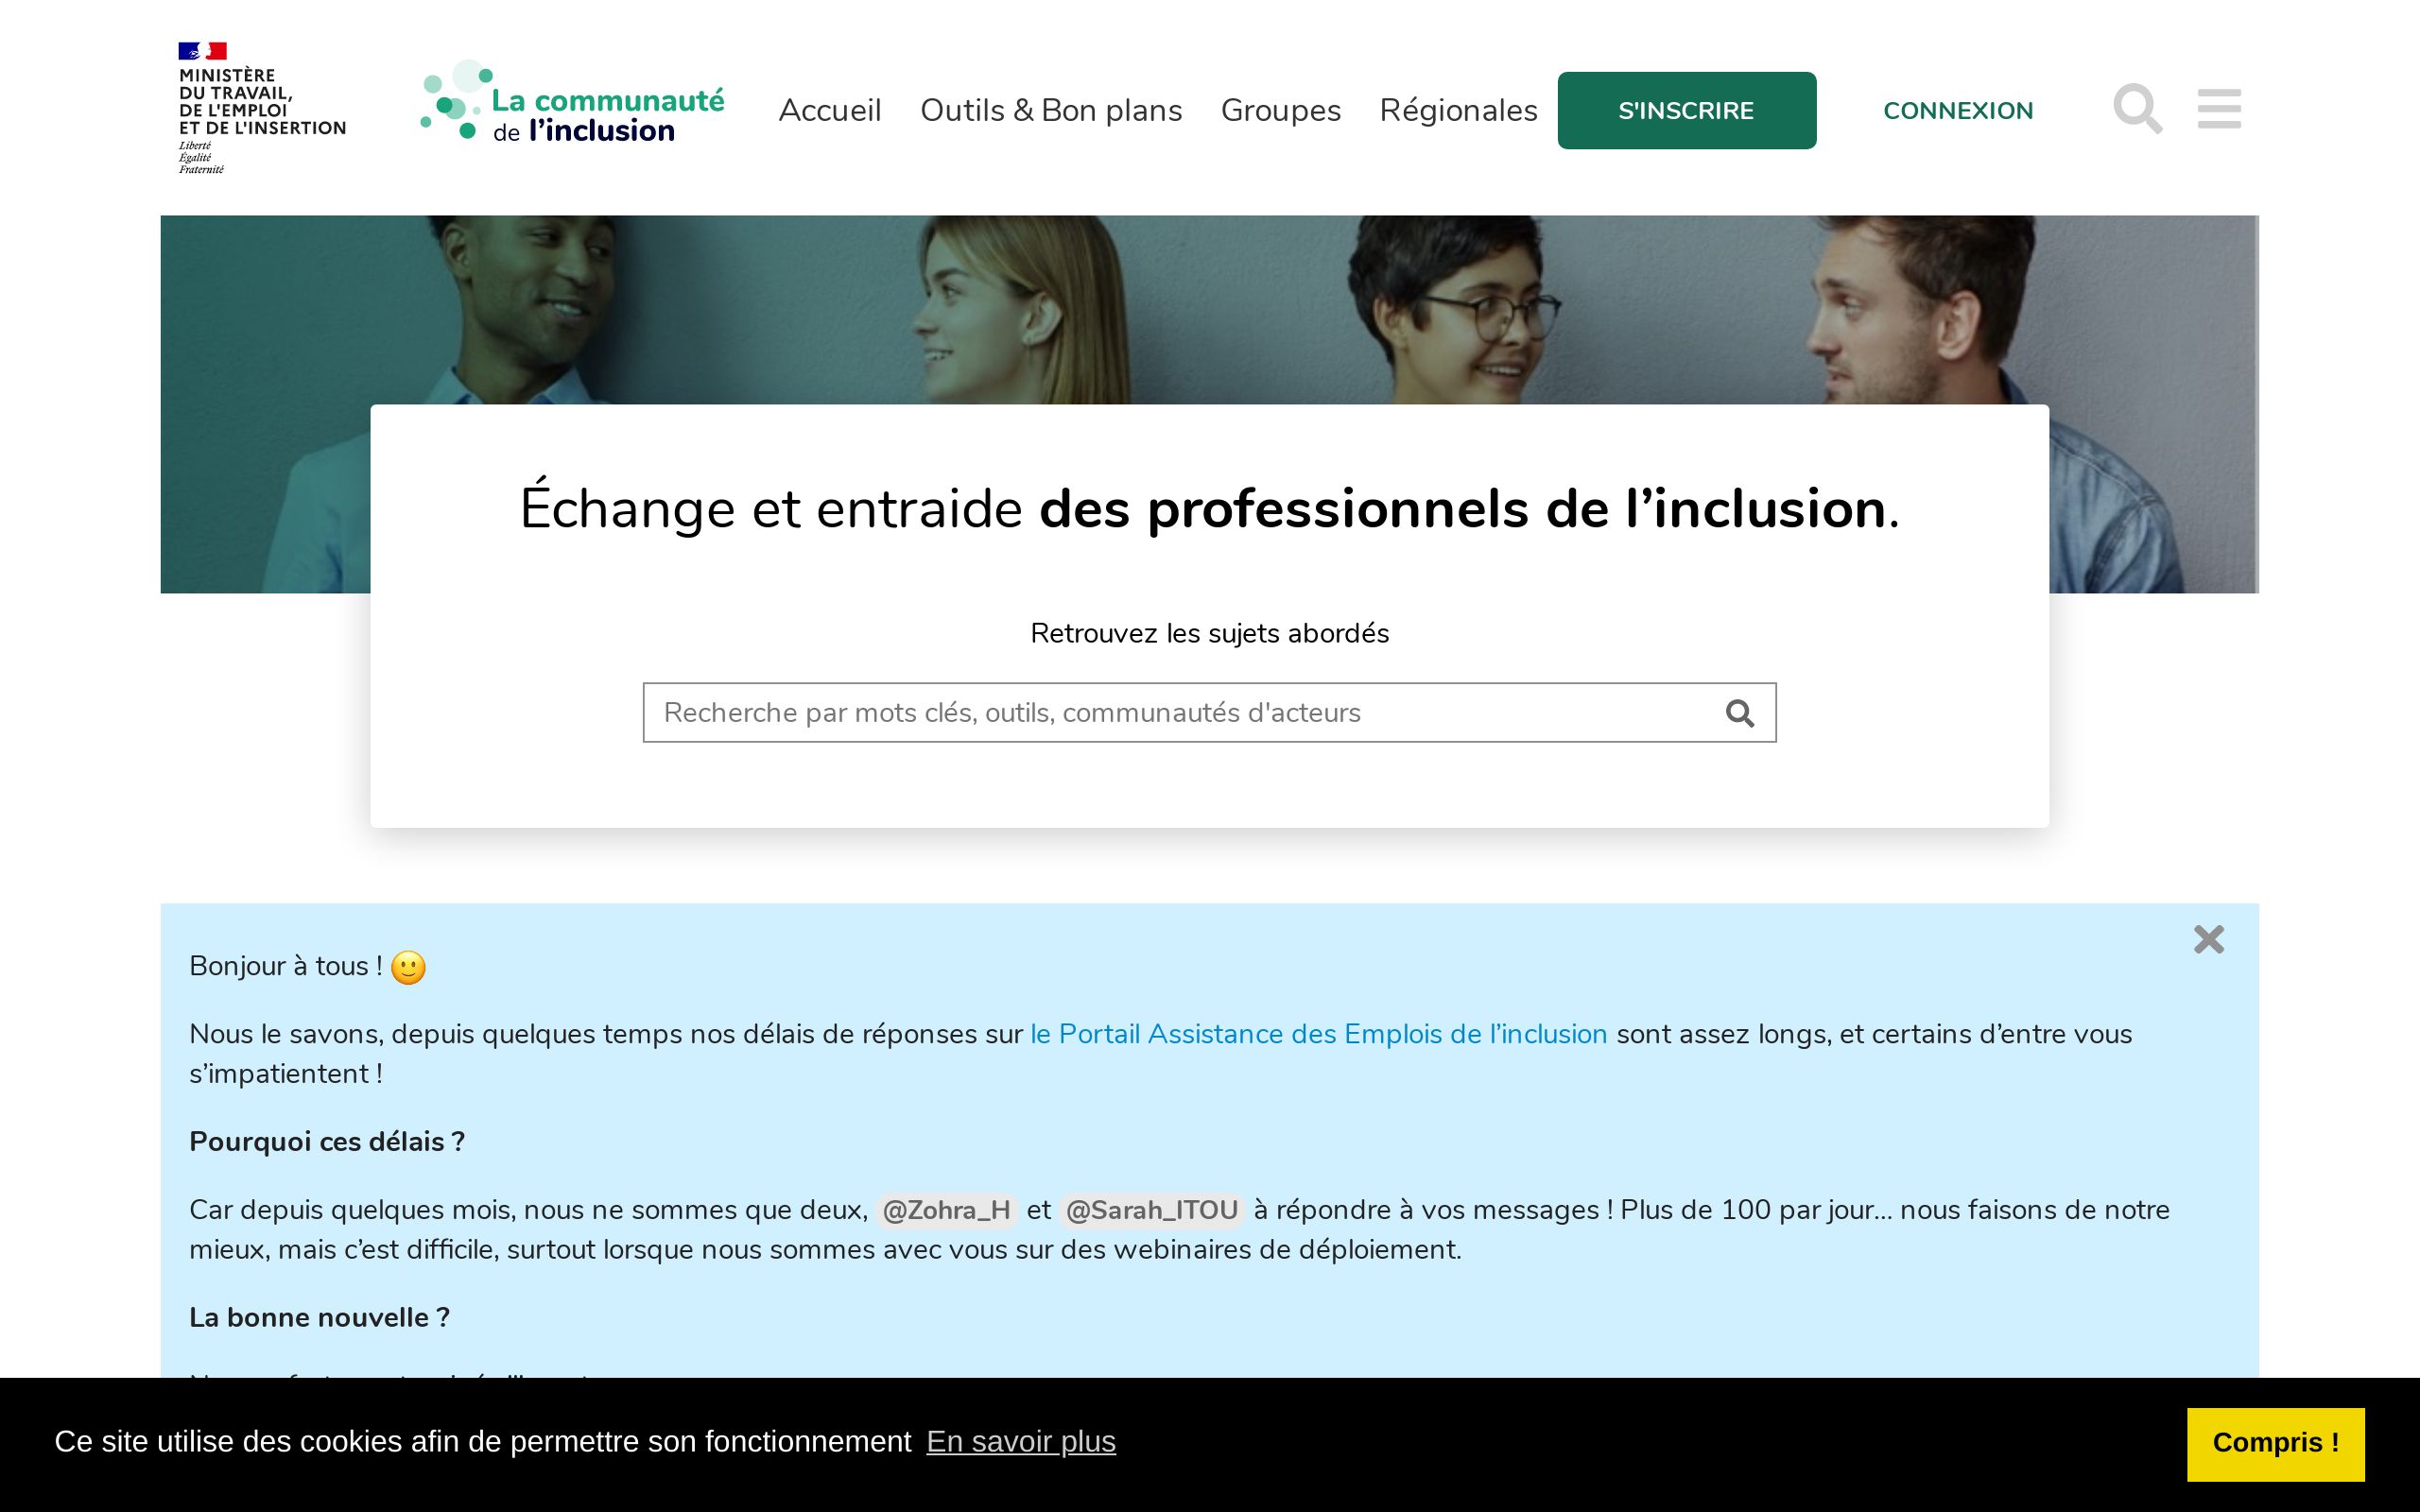 MINISTÈRE
DU TRAVAIL,
DE L'EMPLOI
ET DE L'INSERTION
Liberté
Égalité
Fraternité
La communauté
de l'inclusion
Accueil Outils & Bon plans Groupes Régionales S'INSCRIRE CONNEXION
Échange et entraide des professionnels de l’inclusion.
Retrouvez les sujets abordés
Recherche par mots clés, outils, communautés d'acteurs
Bonjour à tous ! 🙂
Nous le savons, depuis quelques temps nos délais de réponses sur le Portail Assistance des Emplois de l’inclusion sont assez longs, et certains d’entre vous
s’impatientent !
Pourquoi ces délais ?
Car depuis quelques mois, nous ne sommes que deux, @Zohra_H et @Sarah_ITOU à répondre à vos messages ! Plus de 100 par jour… nous faisons de notre
mieux, mais c’est difficile, surtout lorsque nous sommes avec vous sur des webinaires de déploiement.
La bonne nouvelle ?
Ce site utilise des cookies afin de permettre son fonctionnement En savoir plus
Compris !